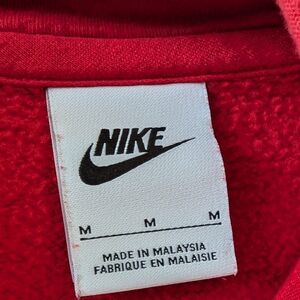 NIKE
M M M
MADE IN MALAYSIA
FABRIQUE EN MALAISIE